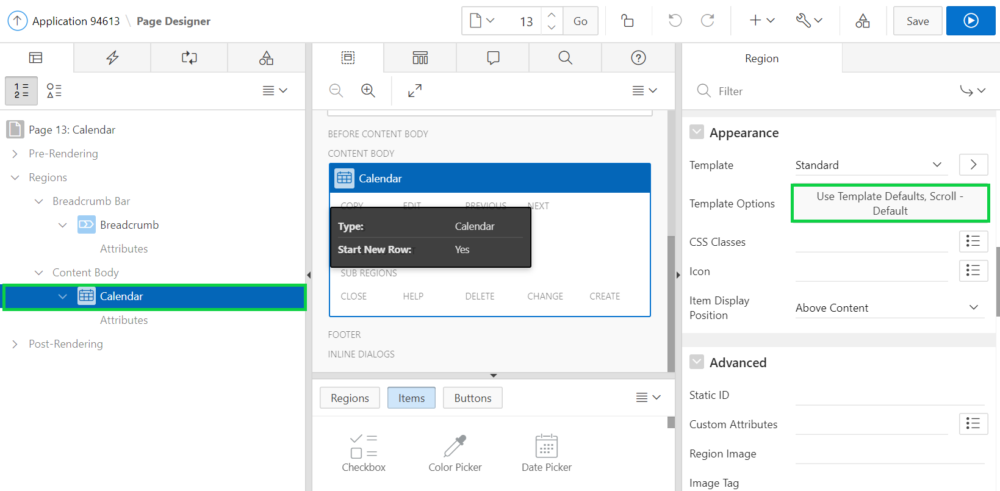 Application 94613 \ Page Designer
13
Go
Save
1
2
Page 13: Calendar
Pre-Rendering
Regions
Breadcrumb Bar
Breadcrumb
Attributes
Content Body
Calendar
Attributes
Post-Rendering
BEFORE CONTENT BODY
CONTENT BODY
Calendar
COPY EDIT PREVIOUS NEXT
Type: Calendar
Start New Row: Yes
SUB REGIONS
CLOSE HELP DELETE CHANGE CREATE
FOOTER
INLINE DIALOGS
Regions Items Buttons
Checkbox Color Picker Date Picker
Region
Filter
Appearance
Template Standard
Template Options Use Template Defaults, Scroll -
Default
CSS Classes
Icon
Item Display
Position Above Content
Advanced
Static ID
Custom Attributes
Region Image
Image Tag